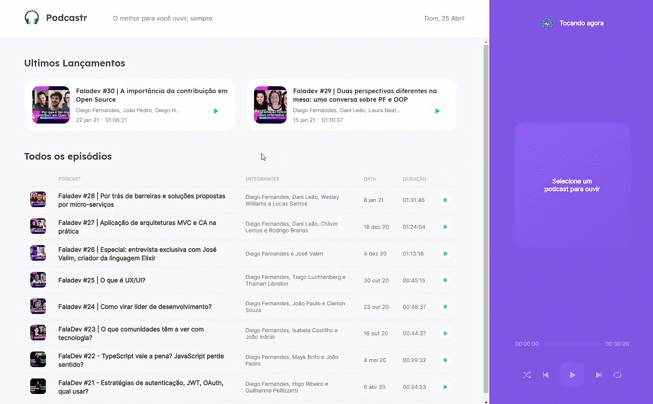 Podcastr
O melhor para você ouvir, sempre
Dom, 25 Abril
Tocando agora
Ultimos Lançamentos
Faladev #30 | A importância da contribuição em
Open Source
Diego Fernandes, João Pedro, Diego H...
22 jan 21 · 01:06:21
Faladev #29 | Duas perspectivas diferentes na
mesa: uma conversa sobre PF e OOP
Diego Fernandes, Dani Leão, Laura Beat...
15 jan 21 · 01:10:37
Todos os episódios
PODCAST INTEGRANTES DATA DURAÇÃO
Faladev #28 | Por trás de barreiras e soluções propostas
por micro-serviços
Diego Fernandes, Dani Leão, Wesley
Willians e Lucas Santos
8 jan 21
01:31:46
Faladev #27 | Aplicação de arquiteturas MVC e CA na
prática
Diego Fernandes, Dani Leão, Otávio
Lemos e Rodrigo Branas
18 dez 20
01:24:04
Faladev #26 | Especial: entrevista exclusiva com José
Valim, criador da linguagem Elixir
Diego Fernandes e José Valim
4 dez 20
01:13:16
Faladev #25 | O que é UX/UI?
Diego Fernandes, Tiago Luchtenberg e
Thainan Librelon
30 out 20
00:45:15
Faladev #24 | Como virar líder de desenvolvimento?
Diego Fernandes, João Paulo e Cleiton
Souza
23 out 20
00:48:37
FalaDev #23 | O que comunidades têm a ver com
tecnologia?
Diego Fernandes, Isabela Castilho e
João Inácio
16 out 20
00:44:37
FalaDev #22 - TypeScript vale a pena? JavaScript perde
sentido?
Diego Fernandes, Mayk Brito e João
Pedro
4 mai 20
00:29:32
FalaDev #21 - Estratégias de autenticação, JWT, OAuth,
qual usar?
Diego Fernandes, Higo Ribeiro e
Guilherme Pellizzetti
9 abr 20
00:24:23
Selecione um
podcast para ouvir
00:00:00
00:00:00